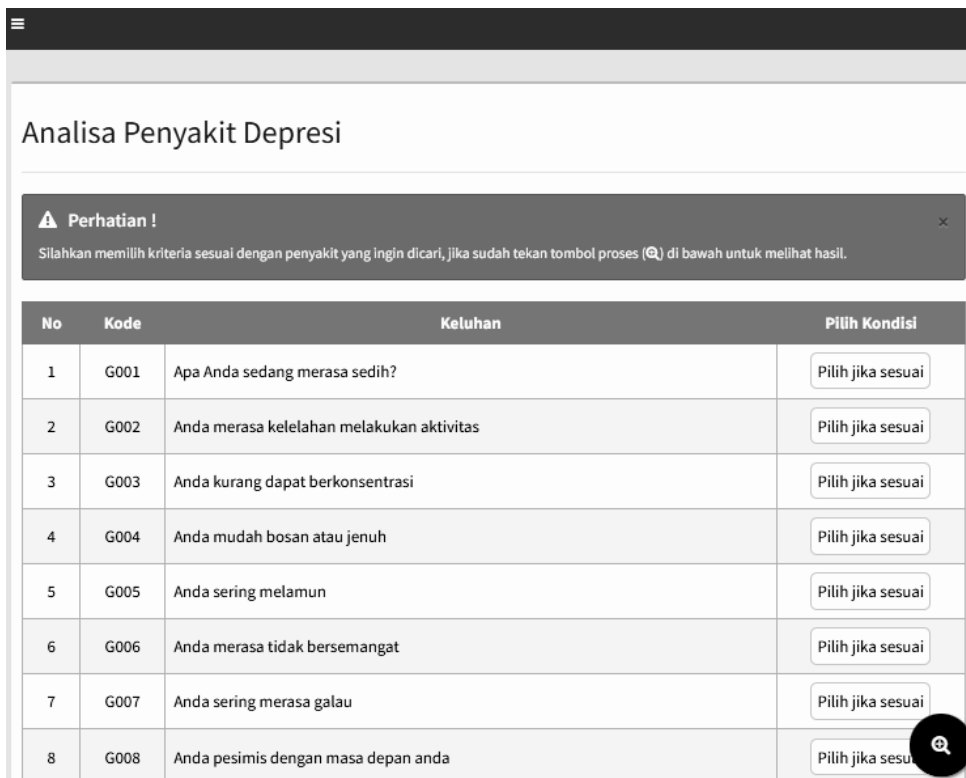 Analisa Penyakit Depresi
Perhatian !
×
Silahkan memilih kriteria sesuai dengan penyakit yang ingin dicari, jika sudah tekan tombol proses () di bawah untuk melihat hasil.
No Kode Keluhan Pilih Kondisi
1 G001 Apa Anda sedang merasa sedih? Pilih jika sesuai
2 G002 Anda merasa kelelahan melakukan aktivitas Pilih jika sesuai
3 G003 Anda kurang dapat berkonsentrasi Pilih jika sesuai
4 G004 Anda mudah bosan atau jenuh Pilih jika sesuai
5 G005 Anda sering melamun Pilih jika sesuai
6 G006 Anda merasa tidak bersemangat Pilih jika sesuai
7 G007 Anda sering merasa galau Pilih jika sesuai
8 G008 Anda pesimis dengan masa depan anda Pilih jika